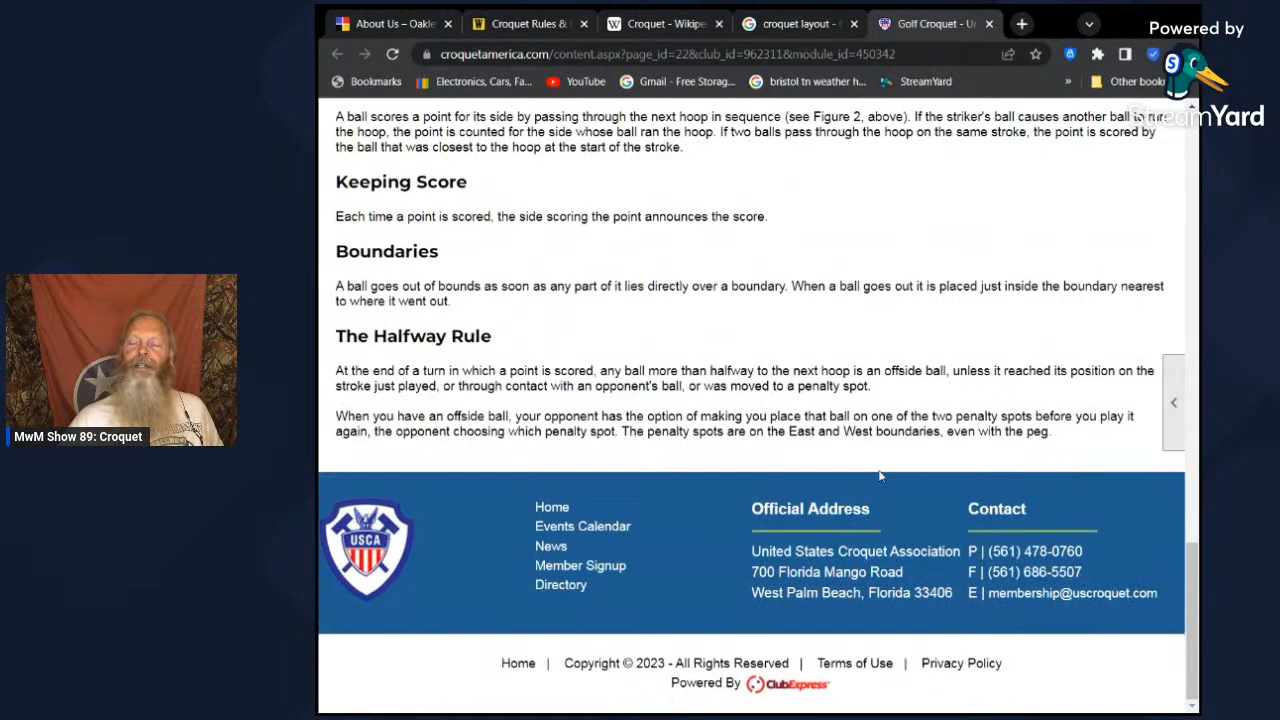 About Us – Oakle
Croquet Rules &
Croquet - Wikipe
croquet layout -
Golf Croquet - Un
Powered by
StreamYard
croquetamerica.com/content.aspx?page_id=22&club_id=962311&module_id=450342
Bookmarks
Electronics, Cars, Fa...
YouTube
Gmail - Free Storag...
bristol tn weather h...
StreamYard
»
Other book
A ball scores a point for its side by passing through the next hoop in sequence (see Figure 2, above). If the striker's ball causes another ball to run
the hoop, the point is counted for the side whose ball ran the hoop. If two balls pass through the hoop on the same stroke, the point is scored by
the ball that was closest to the hoop at the start of the stroke.
Keeping Score
Each time a point is scored, the side scoring the point announces the score.
Boundaries
A ball goes out of bounds as soon as any part of it lies directly over a boundary. When a ball goes out it is placed just inside the boundary nearest
to where it went out.
The Halfway Rule
At the end of a turn in which a point is scored, any ball more than halfway to the next hoop is an offside ball, unless it reached its position on the
stroke just played, or through contact with an opponent's ball, or was moved to a penalty spot.
When you have an offside ball, your opponent has the option of making you place that ball on one of the two penalty spots before you play it
again, the opponent choosing which penalty spot. The penalty spots are on the East and West boundaries, even with the peg.
MwM Show 89: Croquet
USCA
Home
Events Calendar
News
Member Signup
Directory
Official Address
United States Croquet Association
700 Florida Mango Road
West Palm Beach, Florida 33406
Contact
P | (561) 478-0760
F | (561) 686-5507
E | membership@uscroquet.com
Home | Copyright © 2023 - All Rights Reserved | Terms of Use | Privacy Policy
Powered By ClubExpress